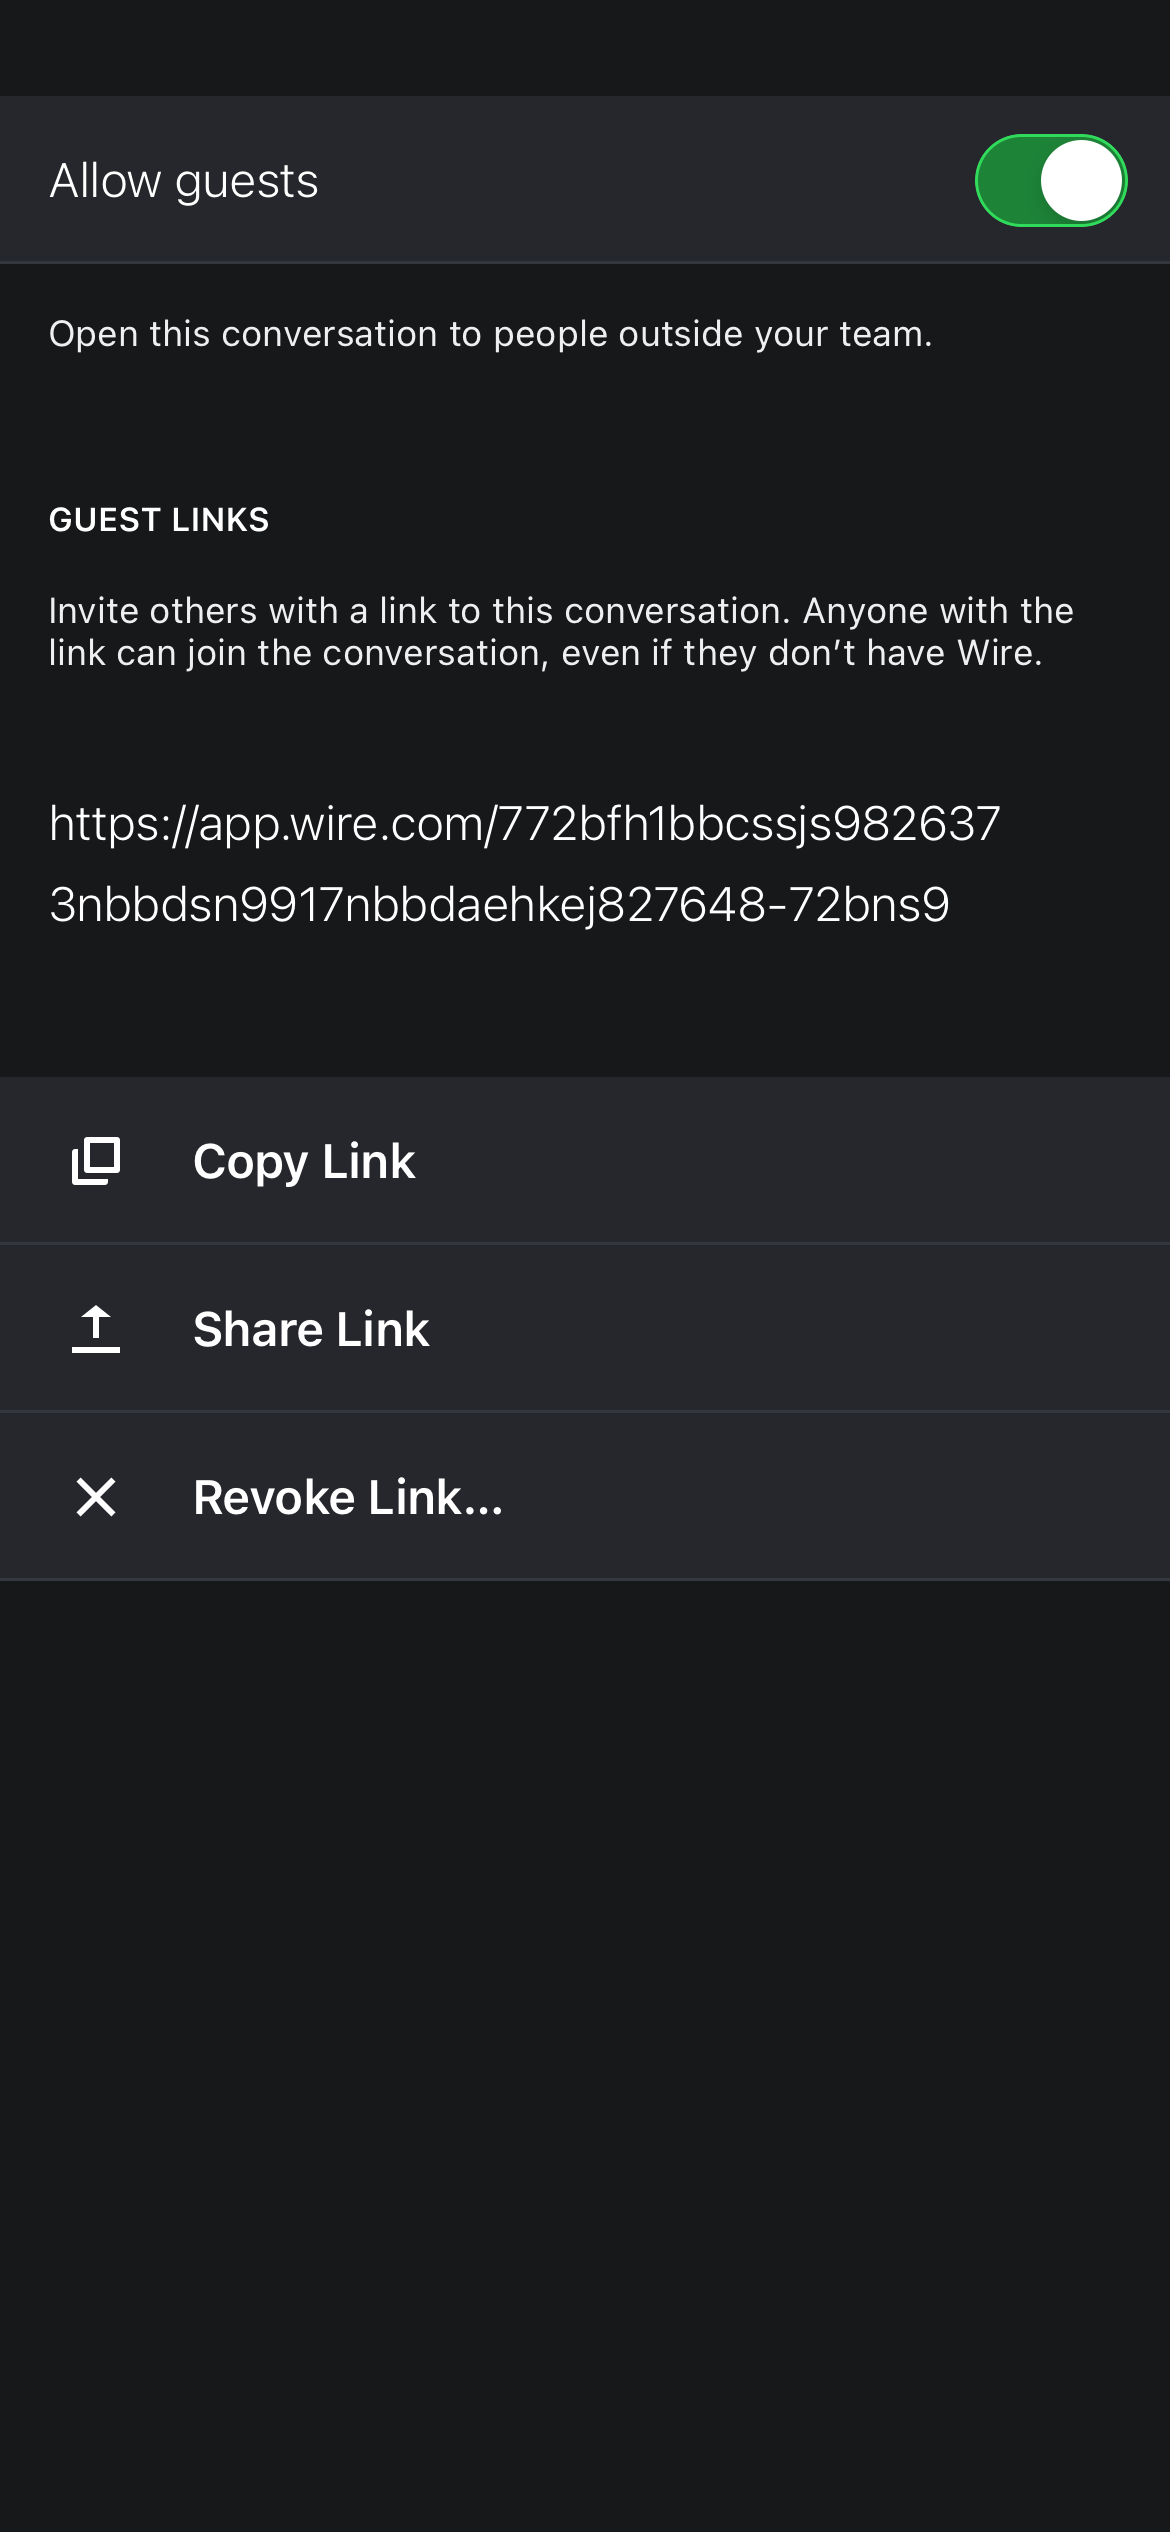 Allow guests
Open this conversation to people outside your team.
GUEST LINKS
Invite others with a link to this conversation. Anyone with the
link can join the conversation, even if they don’t have Wire.
https://app.wire.com/772bfh1bbcssjs982637
3nbbdsn9917nbbdaehkej827648-72bns9
Copy Link
Share Link
Revoke Link...